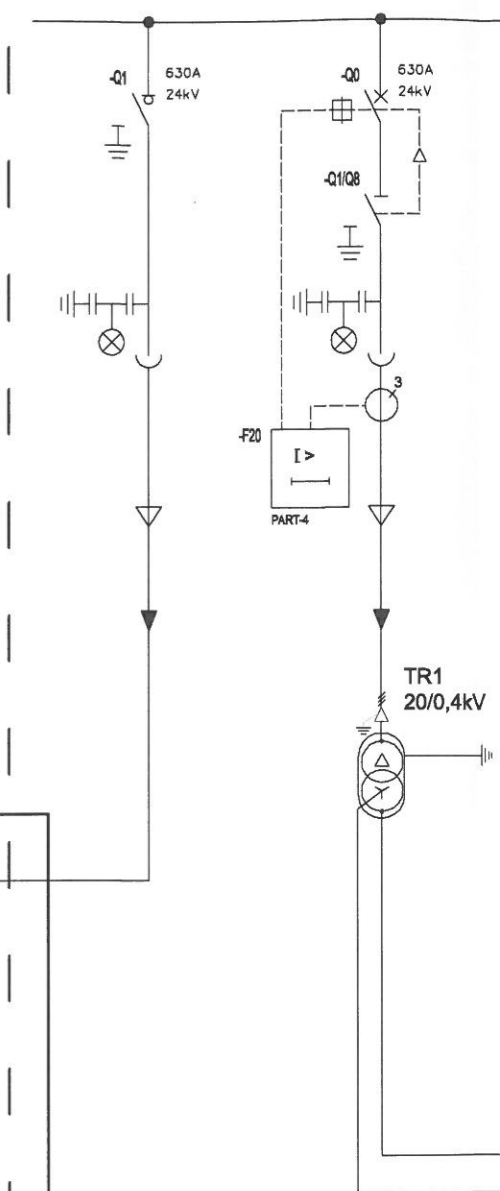 -Q1
630A
24kV
-Q0
630A
24kV
-Q1/Q8
3
-F20
I >
PART-4
TR1
20/0,4kV